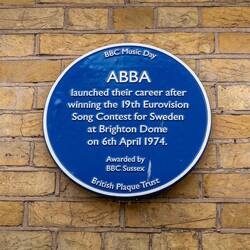 BBC Music Day
ABBA
launched their career after
winning the 19th Eurovision
Song Contest for Sweden
at Brighton Dome
on 6th April 1974.
Awarded by
BBC Sussex
British Plaque Trust